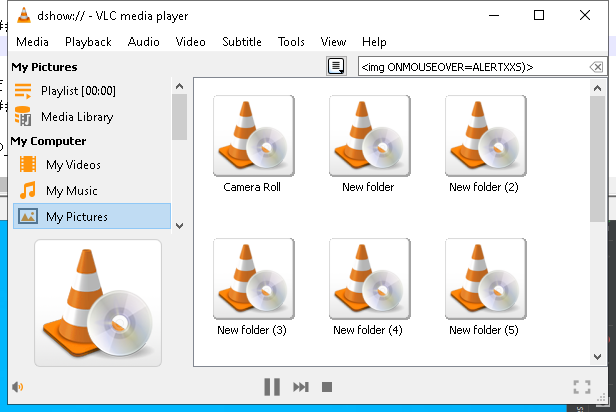 dshow:// - VLC media player
Media Playback Audio Video Subtitle Tools View Help
My Pictures
<img ONMOUSEOVER=ALERTXXS)>
Playlist [00:00]
Media Library
My Computer
My Videos
My Music
My Pictures
Camera Roll
New folder
New folder (2)
New folder (3)
New folder (4)
New folder (5)